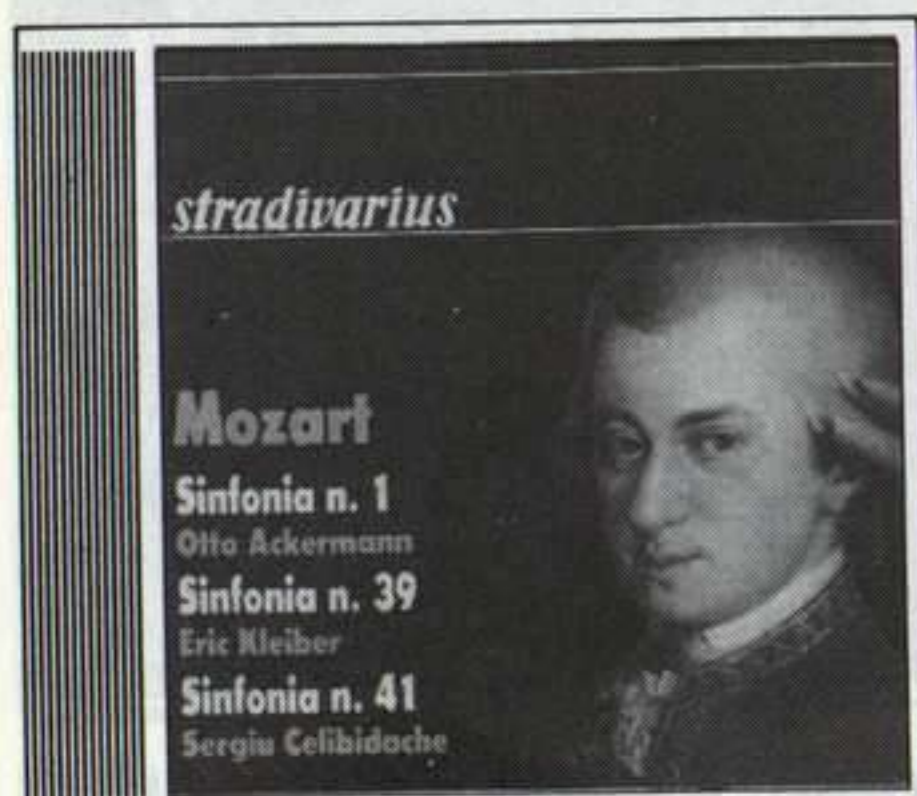 stradivarius
Mozart
Sinfonia n. 1
Otto Ackermann
Sinfonia n. 39
Eric Kleiber
Sinfonia n. 41
Sergiu Celibidache